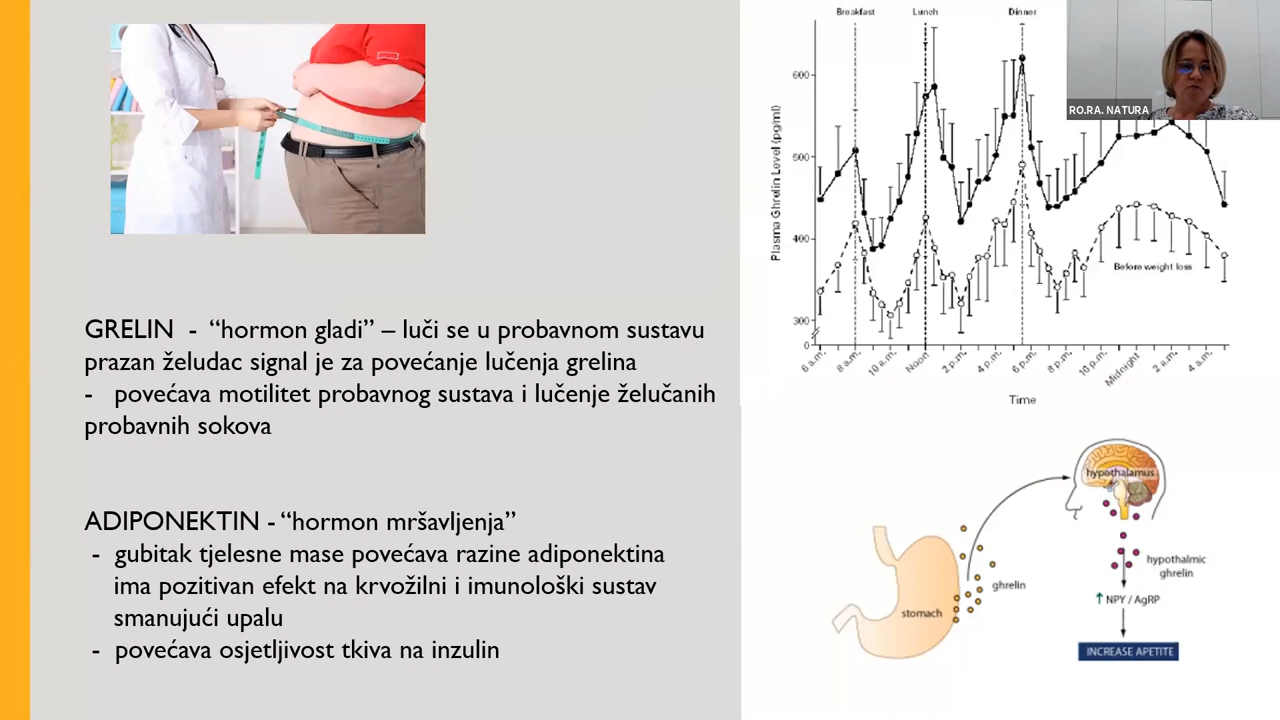 GRELIN - “hormon gladi” – luči se u probavnom sustavu
prazan želudac signal je za povećanje lučenja grelina
- povećava motilitet probavnog sustava i lučenje želučanih
probavnih sokova
ADIPONEKTIN - “hormon mršavljenja”
- gubitak tjelesne mase povećava razine adiponektina
ima pozitivan efekt na krvožilni i imunološki sustav
smanujući upalu
- povećava osjetljivost tkiva na inzulin
Breakfast Lunch Dinner
Plasma Ghrelin Level (pg/ml)
600
500
400
300
0
Before weight loss
6 a.m. 8 a.m. 10 a.m. Noon 2 p.m. 4 p.m. 6 p.m. 8 p.m. 10 p.m. Midnight 2 a.m. 4 a.m.
Time
RO.RA. NATURA
hypothalamus
hypothalmic
ghrelin
ghrelin
↑ NPY / AgRP
stomach
INCREASE APETITE